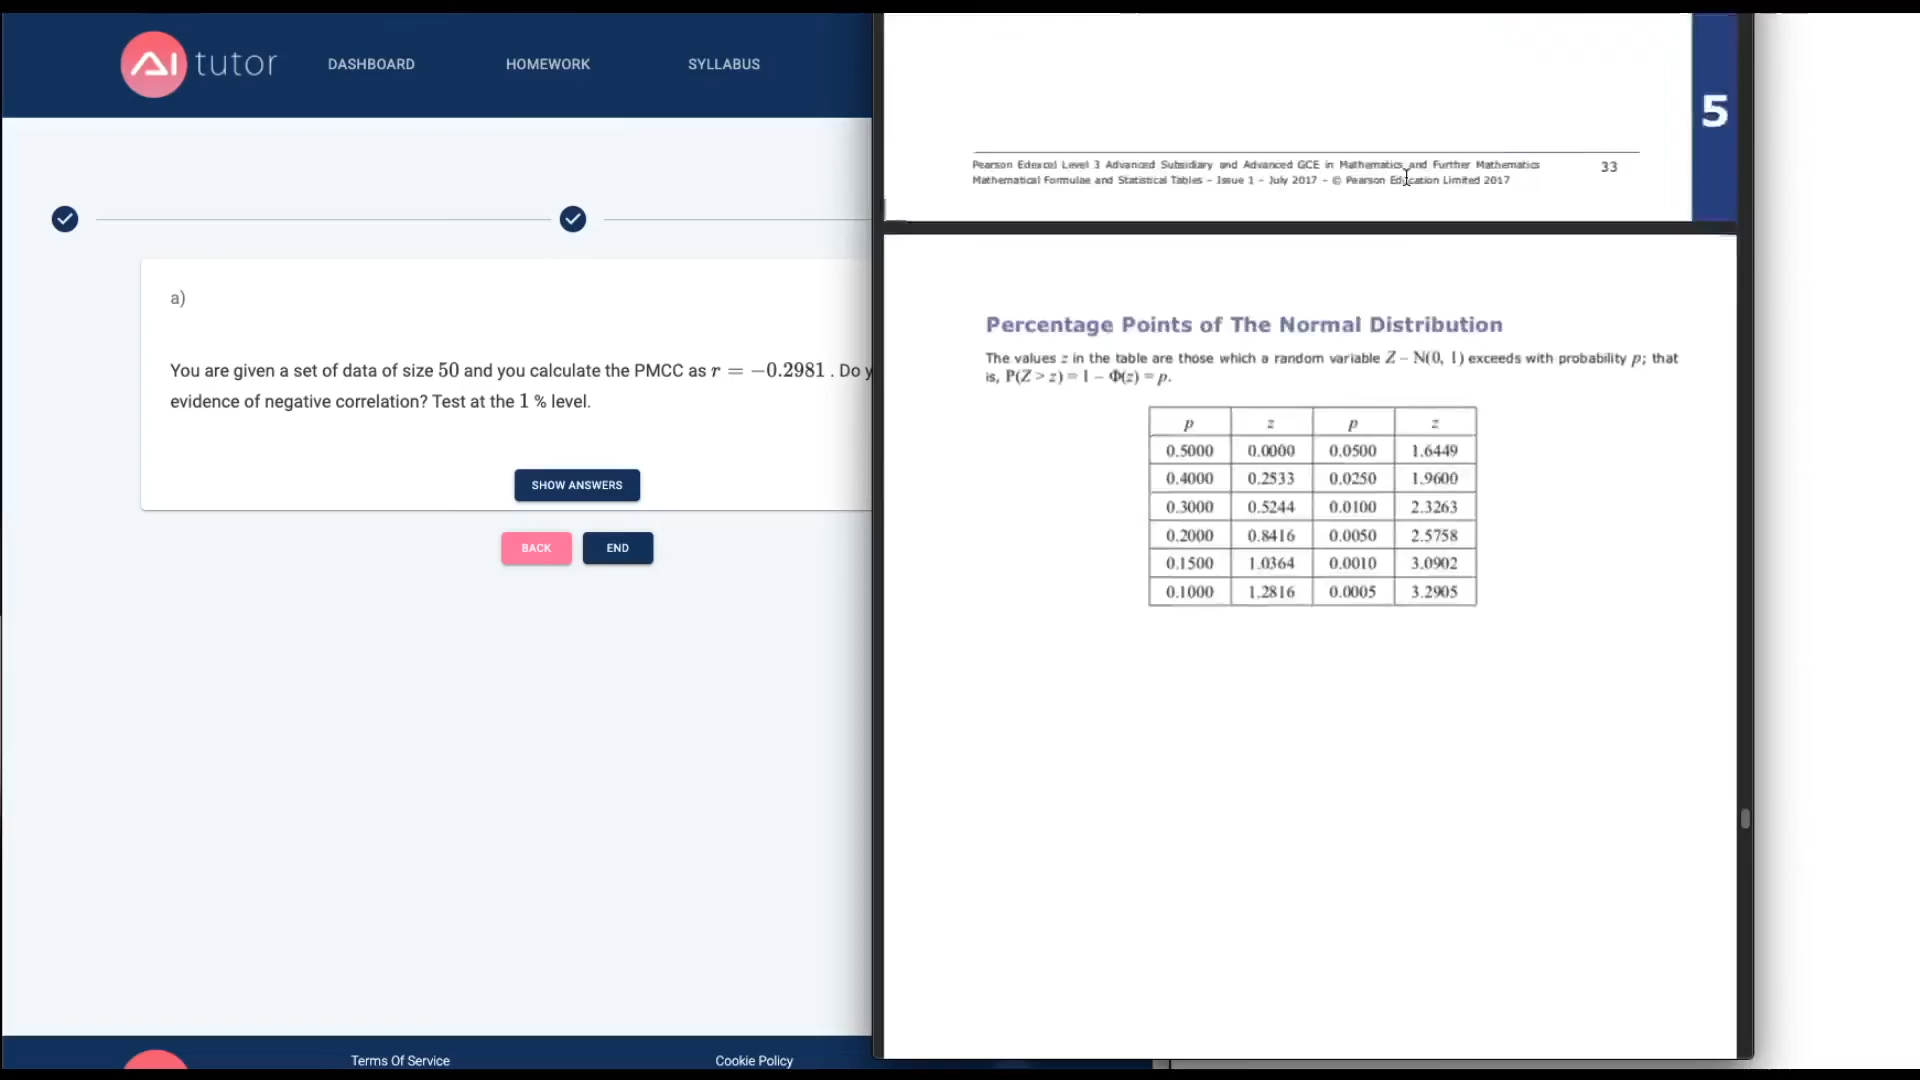 AI tutor
DASHBOARD
HOMEWORK
SYLLABUS
a)
You are given a set of data of size 50 and you calculate the PMCC as r = −0.2981 . Do y
evidence of negative correlation? Test at the 1 % level.
SHOW ANSWERS
BACK
END
Terms Of Service
Cookie Policy
5
Pearson Edexcel Level 3 Advanced Subsidiary and Advanced GCE in Mathematics and Further Mathematics
33
Mathematical Formulae and Statistical Tables – Issue 1 – July 2017 – © Pearson Education Limited 2017
Percentage Points of The Normal Distribution
The values z in the table are those which a random variable Z ~ N(0, 1) exceeds with probability p; that
is, P(Z > z) = 1 − Φ(z) = p.
p z p z
0.5000 0.0000 0.0500 1.6449
0.4000 0.2533 0.0250 1.9600
0.3000 0.5244 0.0100 2.3263
0.2000 0.8416 0.0050 2.5758
0.1500 1.0364 0.0010 3.0902
0.1000 1.2816 0.0005 3.2905